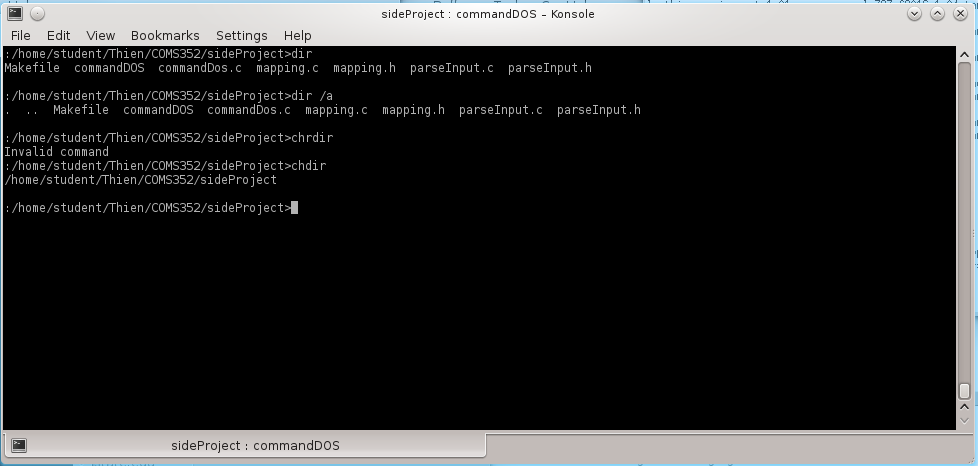 sideProject : commandDOS – Konsole
File Edit View Bookmarks Settings Help
:/home/student/Thien/COMS352/sideProject>dir
Makefile  commandDOS  commandDos.c  mapping.c  mapping.h  parseInput.c  parseInput.h
:/home/student/Thien/COMS352/sideProject>dir /a
.  ..  Makefile  commandDOS  commandDos.c  mapping.c  mapping.h  parseInput.c  parseInput.h
:/home/student/Thien/COMS352/sideProject>chrdir
Invalid command
:/home/student/Thien/COMS352/sideProject>chdir
/home/student/Thien/COMS352/sideProject
:/home/student/Thien/COMS352/sideProject>
sideProject : commandDOS